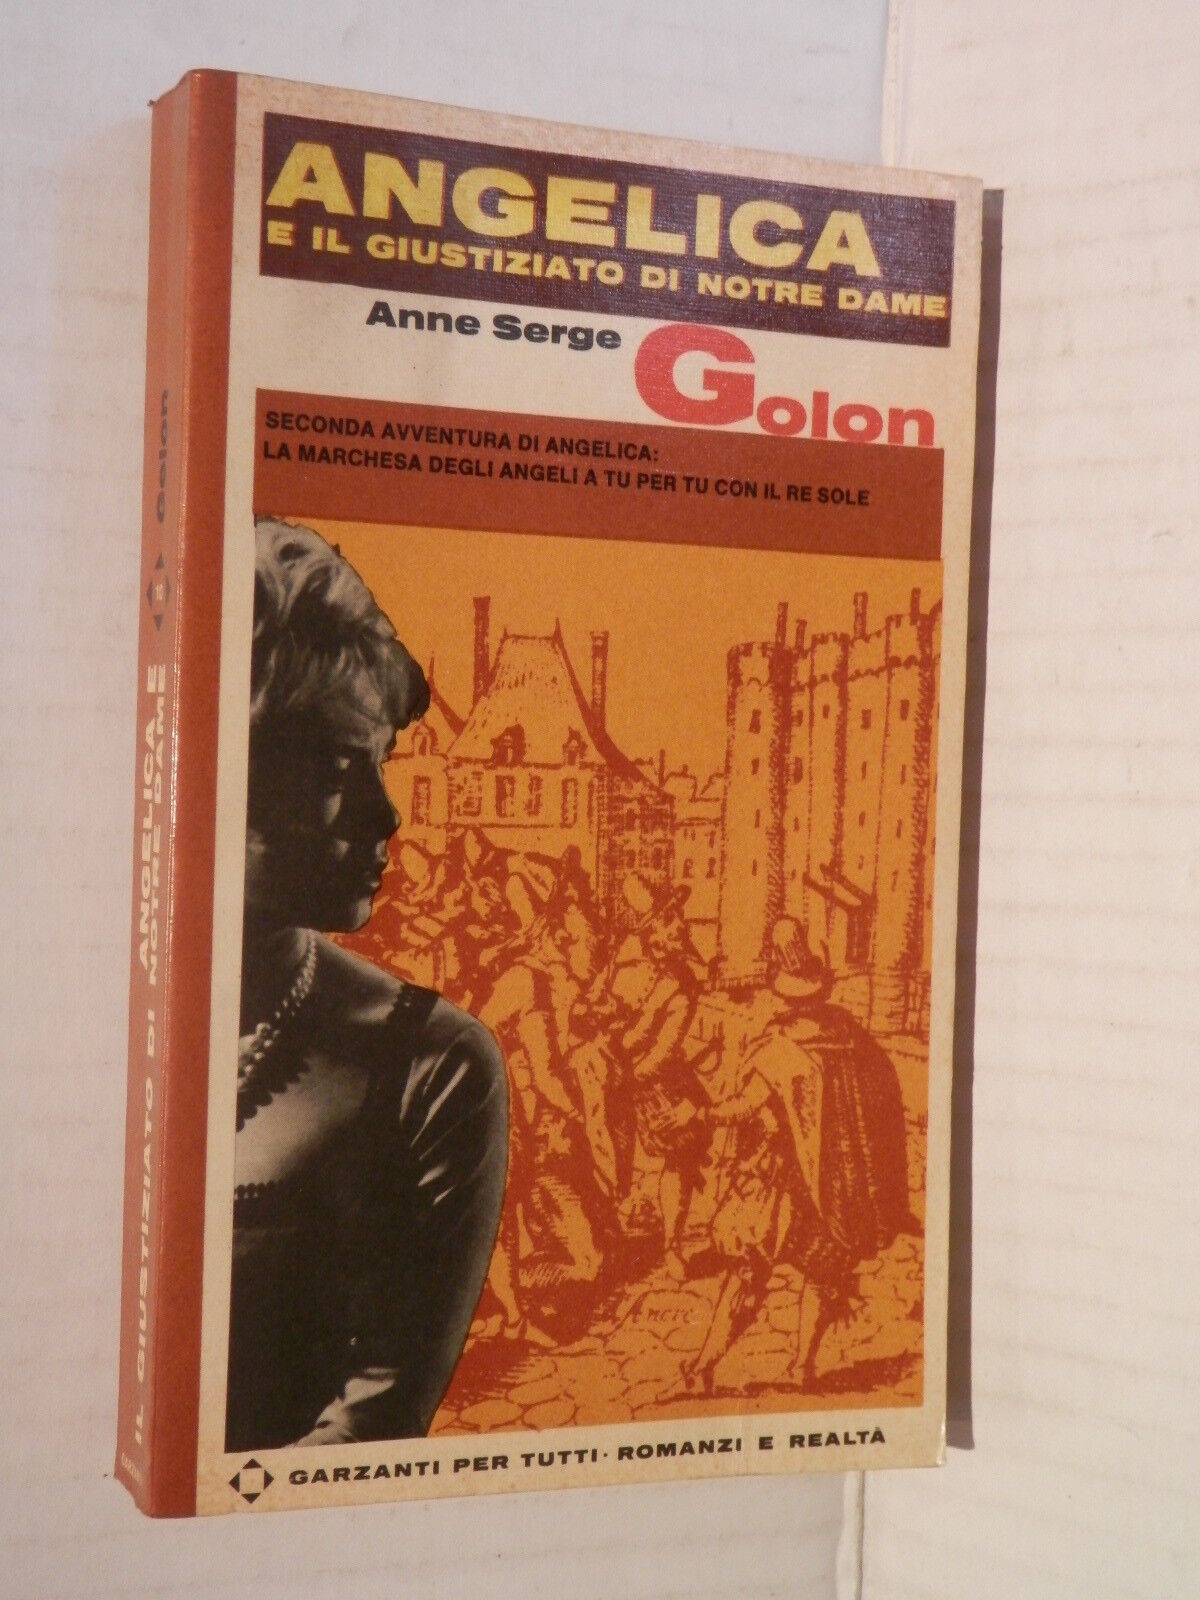 ANGELICA
E IL GIUSTIZIATO DI NOTRE DAME
Anne Serge Golon
SECONDA AVVENTURA DI ANGELICA:
LA MARCHESA DEGLI ANGELI A TU PER TU CON IL RE SOLE
Ancre
GARZANTI PER TUTTI · ROMANZI E REALTÀ
ANGELICA E
IL GIUSTIZIATO DI NOTRE DAME
Golon